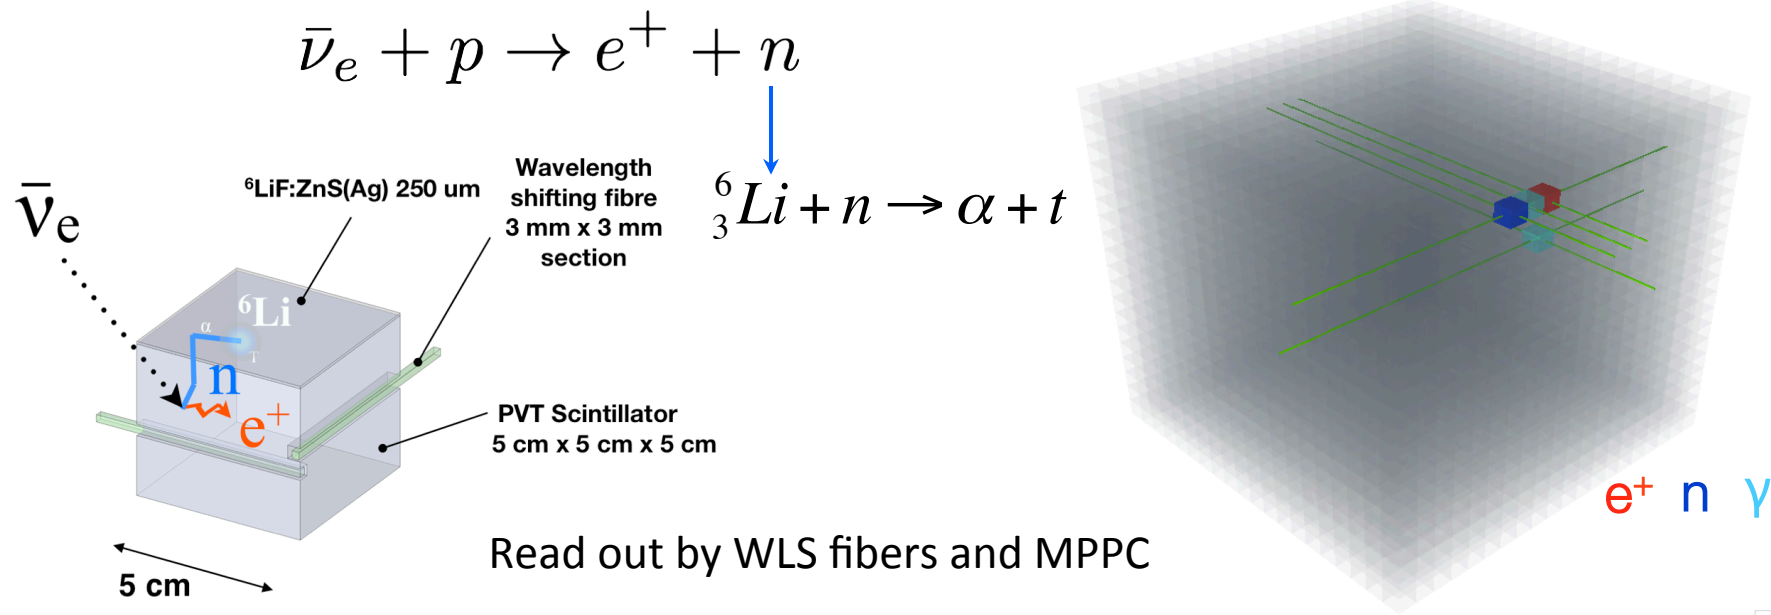 ν̄ₑ + p → e⁺ + n
⁶₃Li + n → α + t
ν̄ₑ
⁶LiF:ZnS(Ag) 250 um
Wavelength
shifting fibre
3 mm x 3 mm
section
⁶Li
α
T
n
e⁺
PVT Scintillator
5 cm x 5 cm x 5 cm
5 cm
Read out by WLS fibers and MPPC
e⁺ n γ